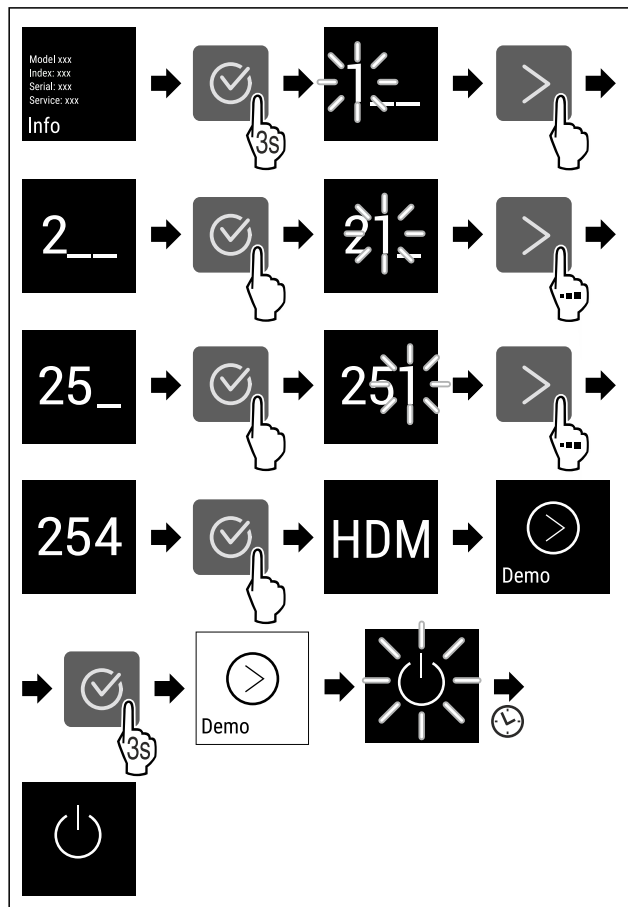 Model xxx
Index: xxx
Serial: xxx
Service: xxx
Info
3s
1__
2__
21_
25_
251
254
HDM
Demo
3s
Demo